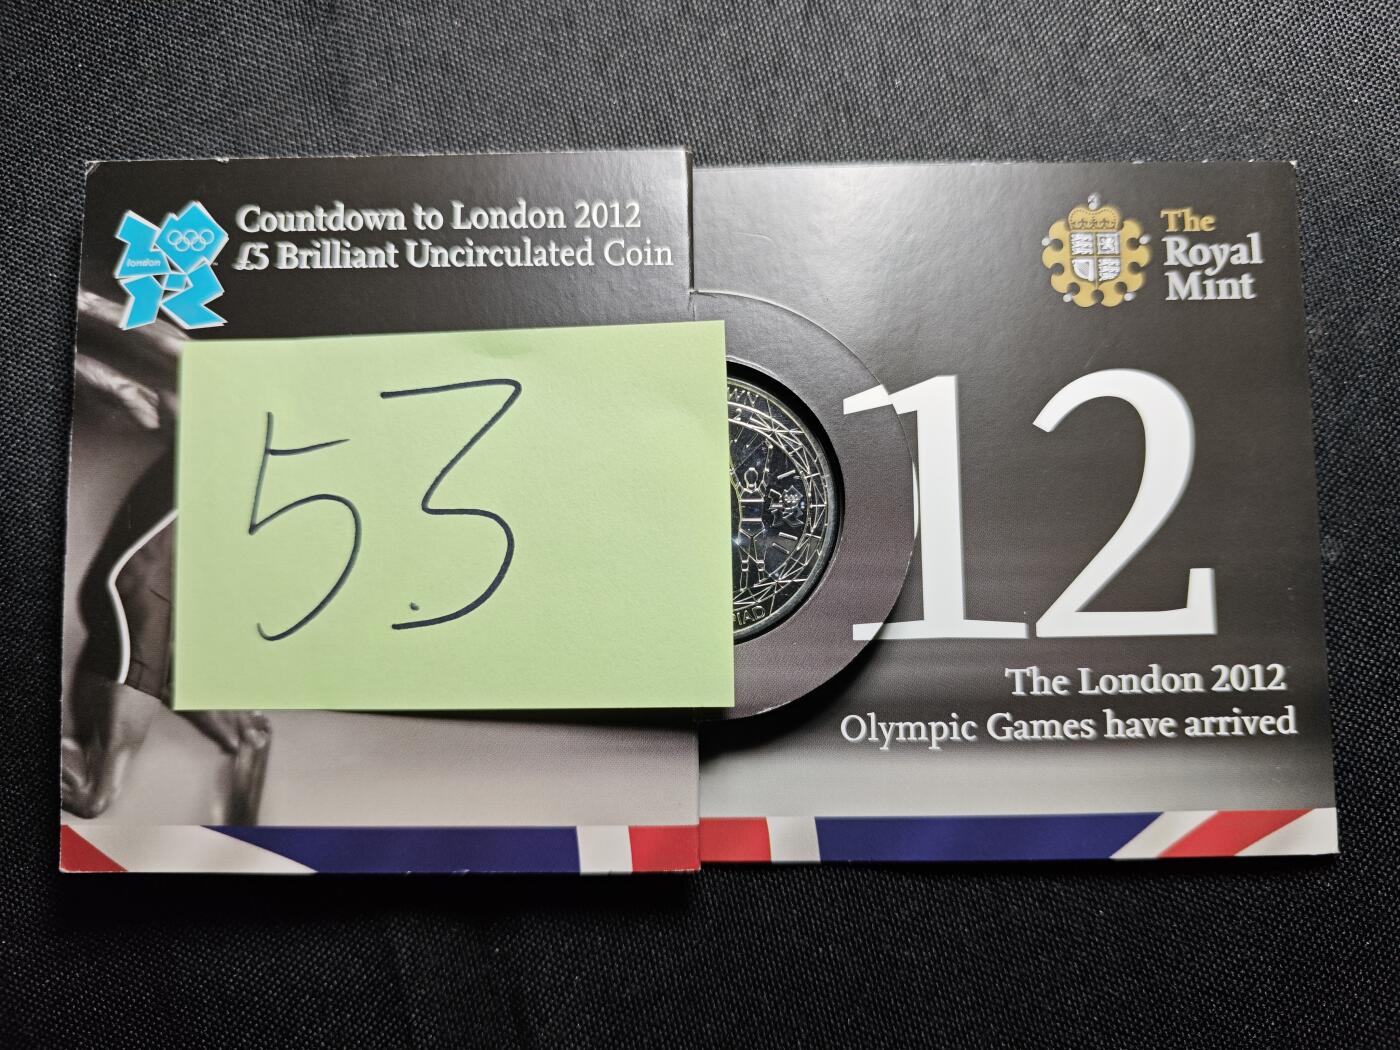 Countdown to London 2012
£5 Brilliant Uncirculated Coin
london
The
Royal
Mint
53
12
The London 2012
Olympic Games have arrived